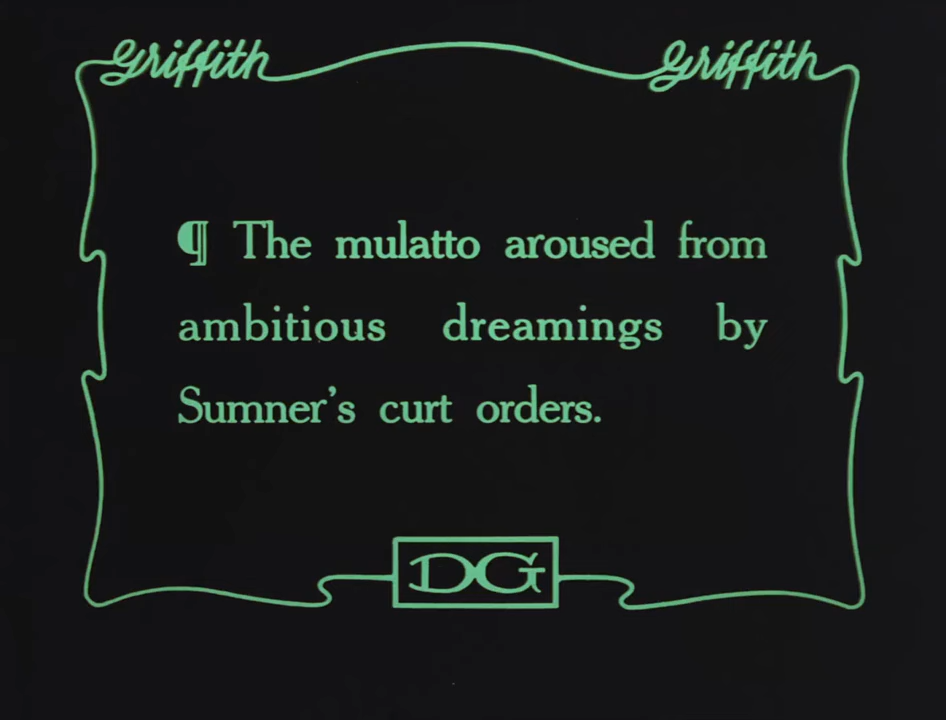 Griffith Griffith
¶ The mulatto aroused from
ambitious dreamings by
Sumner's curt orders.
DG